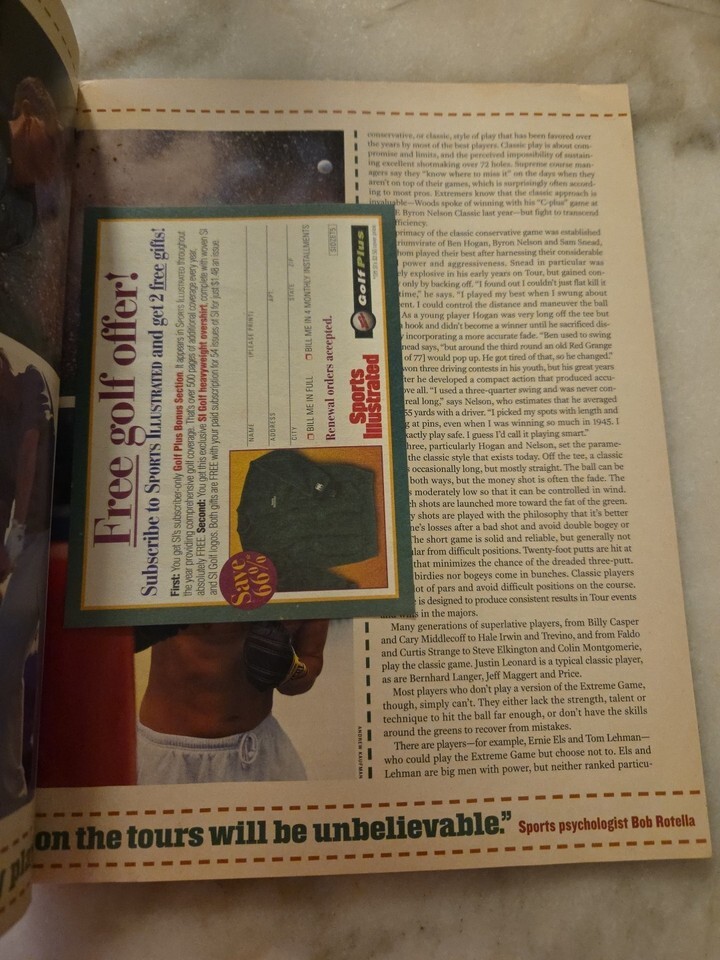 conservative, or classic, style of play that has been favored over
the years by most of the best players. Classic play is about com-
promise and limits, and the perceived impossibility of sustain-
ing excellent shotmaking over 72 holes. Supreme course man-
agers say they "know where to miss it" on the days when they
aren't on top of their games, which is surprisingly often accord-
ing to most pros. Extremers know that the classic approach is
invaluable—Woods spoke of winning with his "C-plus" game at
Byron Nelson Classic last year—but fight to transcend
primacy of the classic conservative game was established
of Ben Hogan, Byron Nelson and Sam Snead,
whom played their best after harnessing their considerable
power and aggressiveness. Snead in particular was
explosive in his early years on Tour, but gained con-
only by backing off. "I found out I couldn't just flat kill it
time," he says. "I played my best when I swung about
I could control the distance and maneuver the ball
As a young player Hogan was very long off the tee but
hook and didn't become a winner until he sacrificed dis-
incorporating a more accurate fade. "Ben used to swing
"but around the third round an old Red Grange
of 77] would pop up. He got tired of that, so he changed."
won three driving contests in his youth, but his great years
he developed a compact action that produced accu-
all. "I used a three-quarter swing and was never con-
real long," says Nelson, who estimates that he averaged
yards with a driver. "I picked my spots with length and
at pins, even when I was winning so much in 1945. I
play safe. I guess I'd call it playing smart."
particularly Hogan and Nelson, set the parame-
the classic style that exists today. Off the tee, a classic
occasionally long, but mostly straight. The ball can be
both ways, but the money shot is often the fade. The
moderately low so that it can be controlled in wind.
shots are launched more toward the fat of the green.
shots are played with the philosophy that it's better
losses after a bad shot and avoid double bogey or
The short game is solid and reliable, but generally not
from difficult positions. Twenty-foot putts are hit at
that minimizes the chance of the dreaded three-putt.
birdies nor bogeys come in bunches. Classic players
lot of pars and avoid difficult positions on the course.
is designed to produce consistent results in Tour events
in the majors.
Many generations of superlative players, from Billy Casper
and Cary Middlecoff to Hale Irwin and Trevino, and from Faldo
and Curtis Strange to Steve Elkington and Colin Montgomerie,
play the classic game. Justin Leonard is a typical classic player,
as are Bernhard Langer, Jeff Maggert and Price.
Most players who don't play a version of the Extreme Game,
though, simply can't. They either lack the strength, talent or
technique to hit the ball far enough, or don't have the skills
around the greens to recover from mistakes.
There are players—for example, Ernie Els and Tom Lehman—
who could play the Extreme Game but choose not to. Els and
Lehman are big men with power, but neither ranked particu-
Free golf offer!
Subscribe to SPORTS ILLUSTRATED and get 2 free gifts!
First: You get SI's subscriber-only Golf Plus Bonus Section. It appears in SPORTS ILLUSTRATED throughout
the year providing comprehensive golf coverage. That's over 500 pages of additional coverage every year,
absolutely FREE. Second: You get this exclusive SI Golf heavyweight overshirt, complete with woven SI
and SI Golf logos. Both gifts are FREE with your paid subscription for 54 issues of SI for just $1.48 an issue.
Save 66%
NAME (PLEASE PRINT)
ADDRESS APT.
CITY STATE ZIP
BILL ME IN FULL BILL ME IN 4 MONTHLY INSTALLMENTS
Renewal orders accepted.
Sports
Illustrated
Golf Plus
ANDREW KAUFMAN
on the tours will be unbelievable." Sports psychologist Bob Rotella